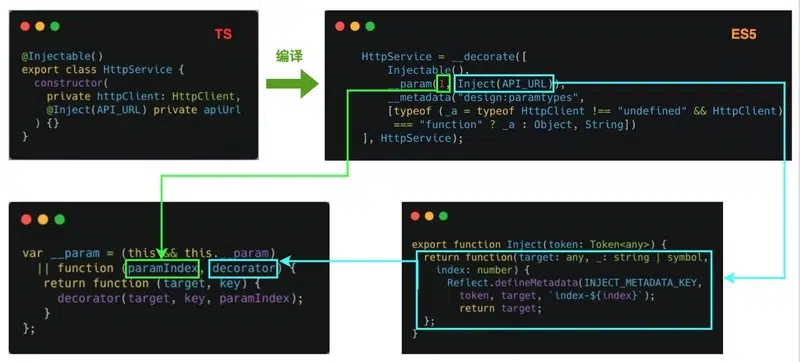 TS
@Injectable()
export class HttpService {
  constructor(
    private httpClient: HttpClient,
    @Inject(API_URL) private apiUrl
  ) {}
}
编译
ES5
HttpService = __decorate([
    Injectable(),
    __param(1, Inject(API_URL)),
    __metadata("design:paramtypes",
    [typeof (_a = typeof HttpClient !== "undefined" && HttpClient)
     === "function" ? _a : Object, String])
], HttpService);
var __param = (this && this.__param)
  || function (paramIndex, decorator) {
   return function (target, key) {
     decorator(target, key, paramIndex);
   }
};
export function Inject(token: Token<any>) {
  return function(target: any, _: string | symbol,
    index: number) {
      Reflect.defineMetadata(INJECT_METADATA_KEY,
        token, target, `index-${index}`);
        return target;
  };
}